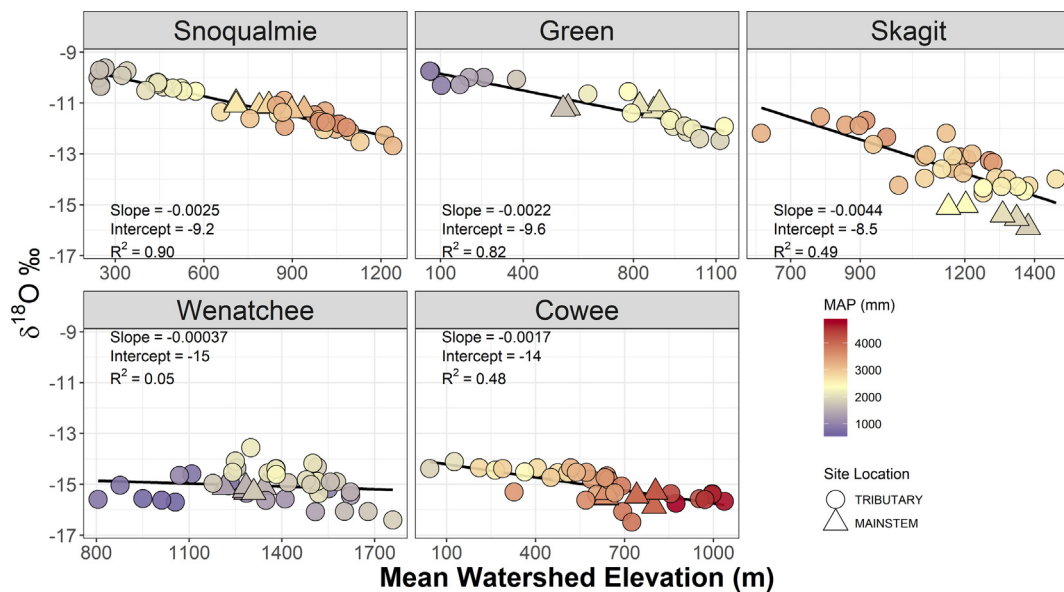 Snoqualmie
Green
Skagit
-9
-11
-13
-15
-17
Slope = -0.0025
Intercept = -9.2
R² = 0.90
Slope = -0.0022
Intercept = -9.6
R² = 0.82
Slope = -0.0044
Intercept = -8.5
R² = 0.49
300 600 900 1200
100 400 800 1100
700 900 1200 1400
δ¹⁸O ‰
Wenatchee
Cowee
-9
-11
-13
-15
-17
Slope = -0.00037
Intercept = -15
R² = 0.05
Slope = -0.0017
Intercept = -14
R² = 0.48
800 1100 1400 1700
100 400 700 1000
Mean Watershed Elevation (m)
MAP (mm)
4000
3000
2000
1000
Site Location
TRIBUTARY
MAINSTEM